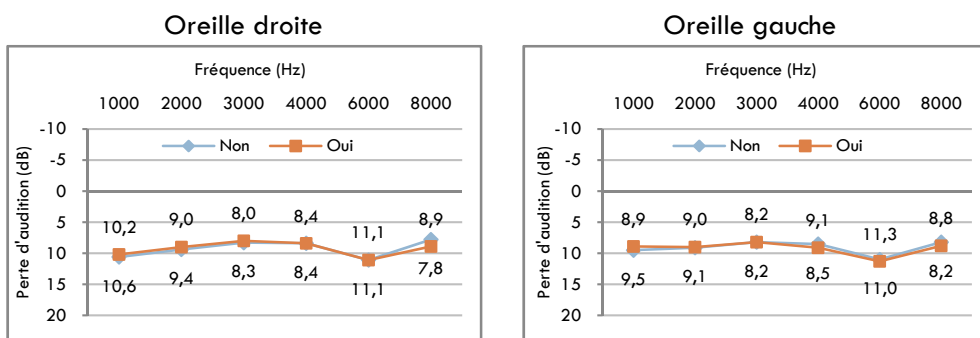 Oreille droite
Fréquence (Hz)
1000 2000 3000 4000 6000 8000
Perte d'audition (dB)
-10
-5
0
5
10
15
20
Non Oui
10,2 9,0 8,0 8,4 11,1 8,9
10,6 9,4 8,3 8,4 11,1 7,8
Oreille gauche
Fréquence (Hz)
1000 2000 3000 4000 6000 8000
Perte d'audition (dB)
-10
-5
0
5
10
15
20
Non Oui
8,9 9,0 8,2 9,1 11,3 8,8
9,5 9,1 8,2 8,5 11,0 8,2